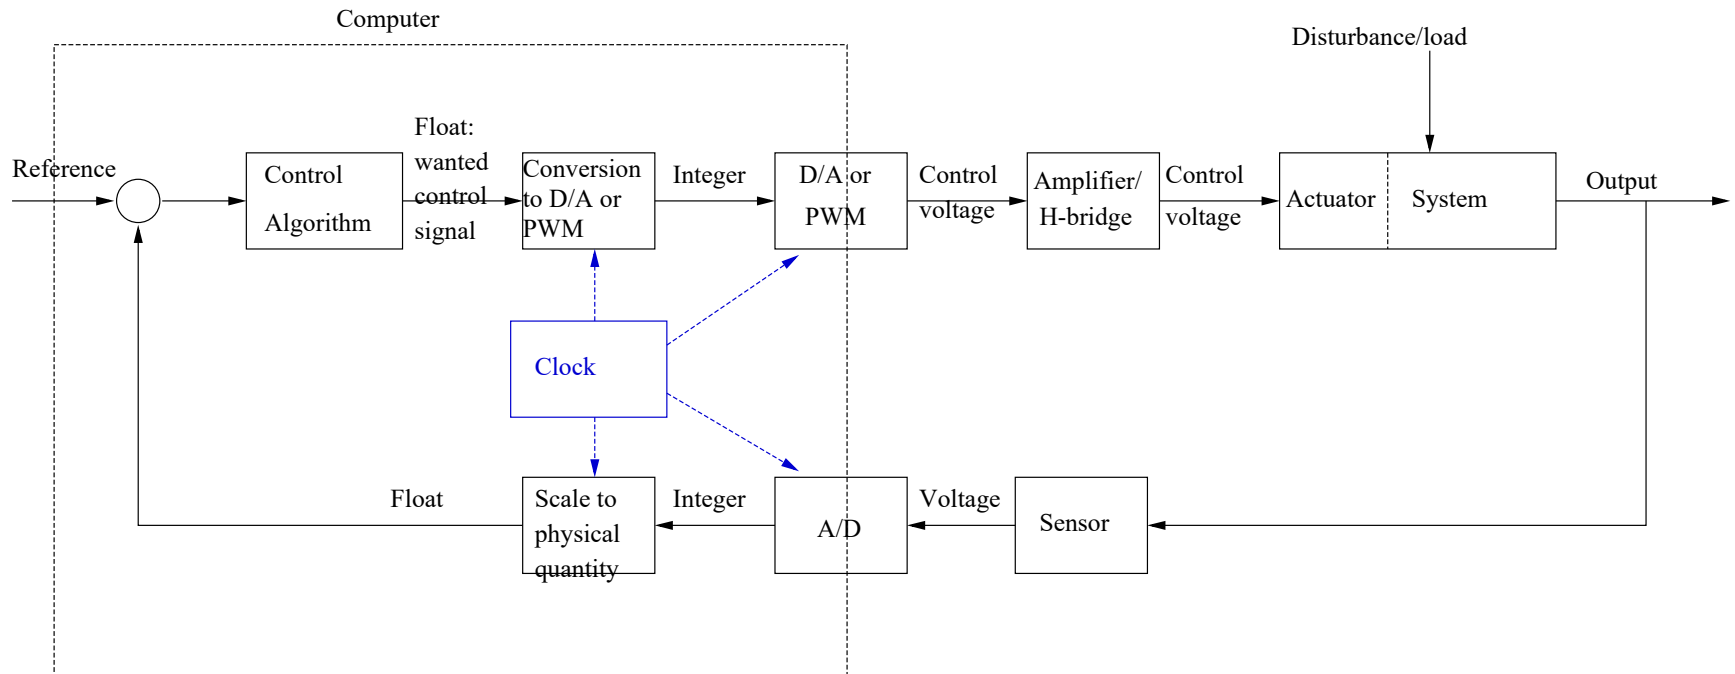 Computer
Disturbance/load
Reference
Control
Algorithm
Float:
wanted
control
signal
Conversion
to D/A or
PWM
Integer
D/A or
PWM
Control
voltage
Amplifier/
H-bridge
Control
voltage
Actuator
System
Output
Clock
Float
Scale to
physical
quantity
Integer
A/D
Voltage
Sensor